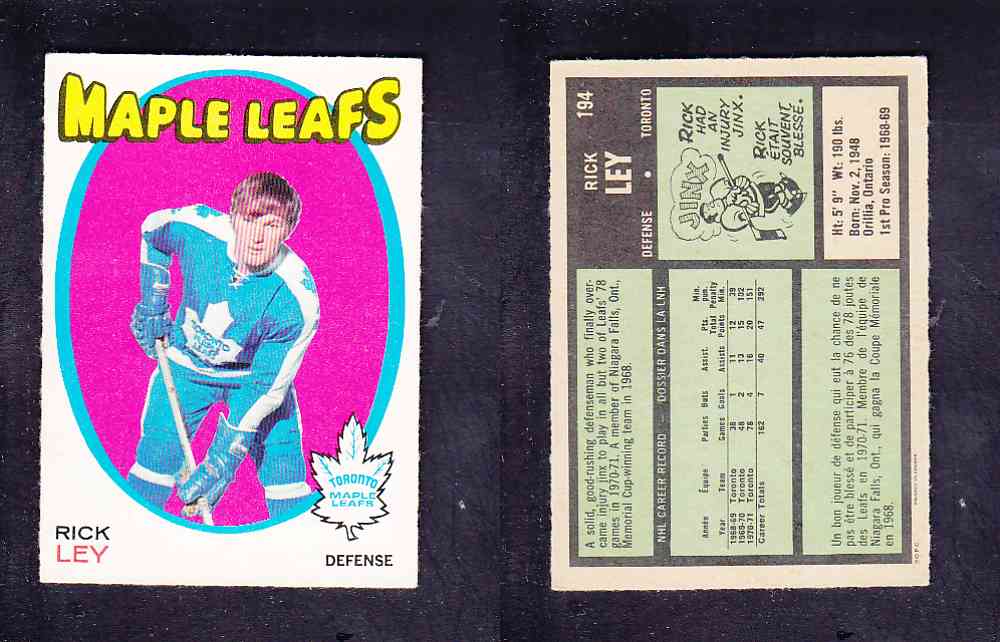 MAPLE LEAFS
TORONTO
MAPLE
LEAFS
RICK
LEY
DEFENSE
194
RICK
LEY
DEFENSE • TORONTO
JINX
RICK
HAD
AN
INJURY
JINX.
RICK
ÉTAIT
SOUVENT
BLESSE.
Ht: 5' 9" Wt: 190 lbs.
Born: Nov. 2, 1948
Orillia, Ontario
1st Pro Season: 1968-69
A solid, good-rushing defenseman who finally over-
came injury jinx to play in all but two of Leafs' 78
games in 1970-71. A member of Niagara Falls, Ont.,
Memorial Cup-winning team in 1968.
NHL CAREER RECORD — DOSSIER DANS LA LNH
Année Équipe Parties Buts Assist. Pts. Min. pun.
Year Team Games Goals Assists Total Points Penalty Min.
1968-69 Toronto 38 1 11 12 39
1969-70 Toronto 48 2 13 15 102
1970-71 Toronto 76 4 16 20 151
Career Totals 162 7 40 47 292
Un bon joueur de défense qui eut la chance de ne
pas être blessé et de participer à 76 des 78 joutes
des Leafs en 1970-71. Membre de l'équipe de
Niagara Falls, Ont., qui gagna la Coupe Mémoriale
en 1968.
©O.P.C.
PRINTED IN CANADA